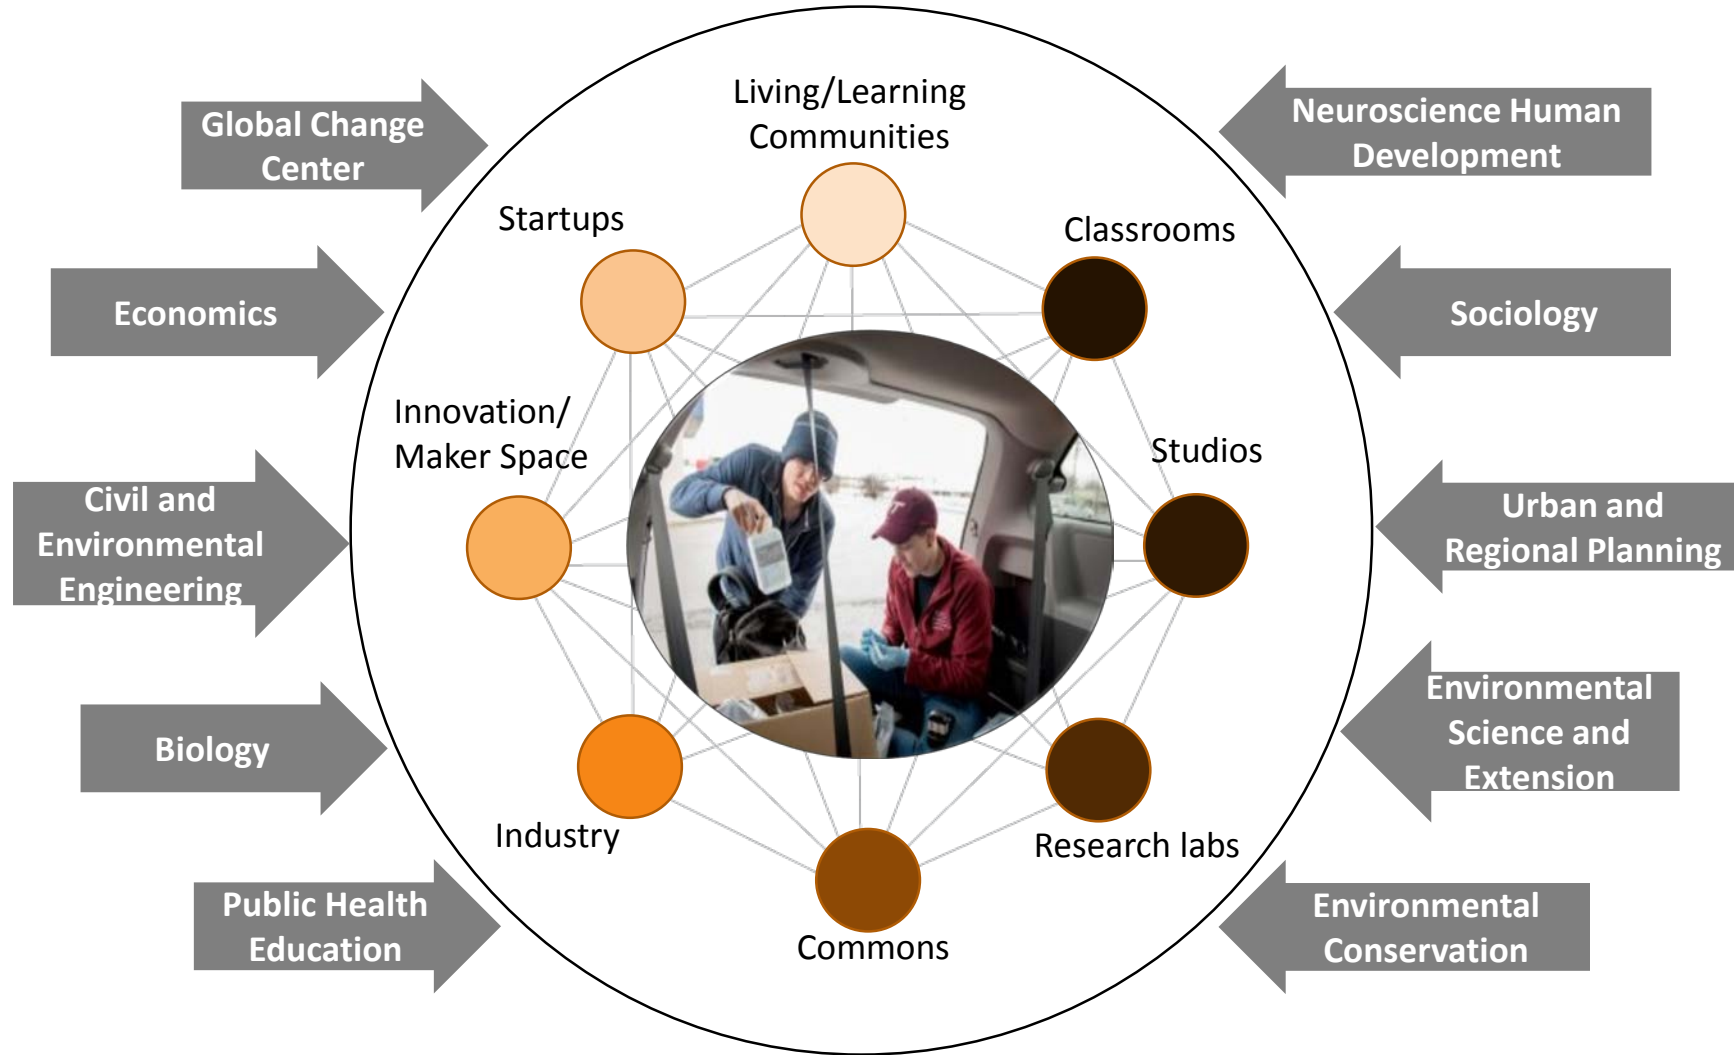 Living/Learning
Communities
Global Change
Center
Neuroscience Human
Development
Startups
Classrooms
Economics
Sociology
Innovation/
Maker Space
Studios
Civil and
Environmental
Engineering
Urban and
Regional Planning
Biology
Environmental
Science and
Extension
Industry
Research labs
Public Health
Education
Commons
Environmental
Conservation